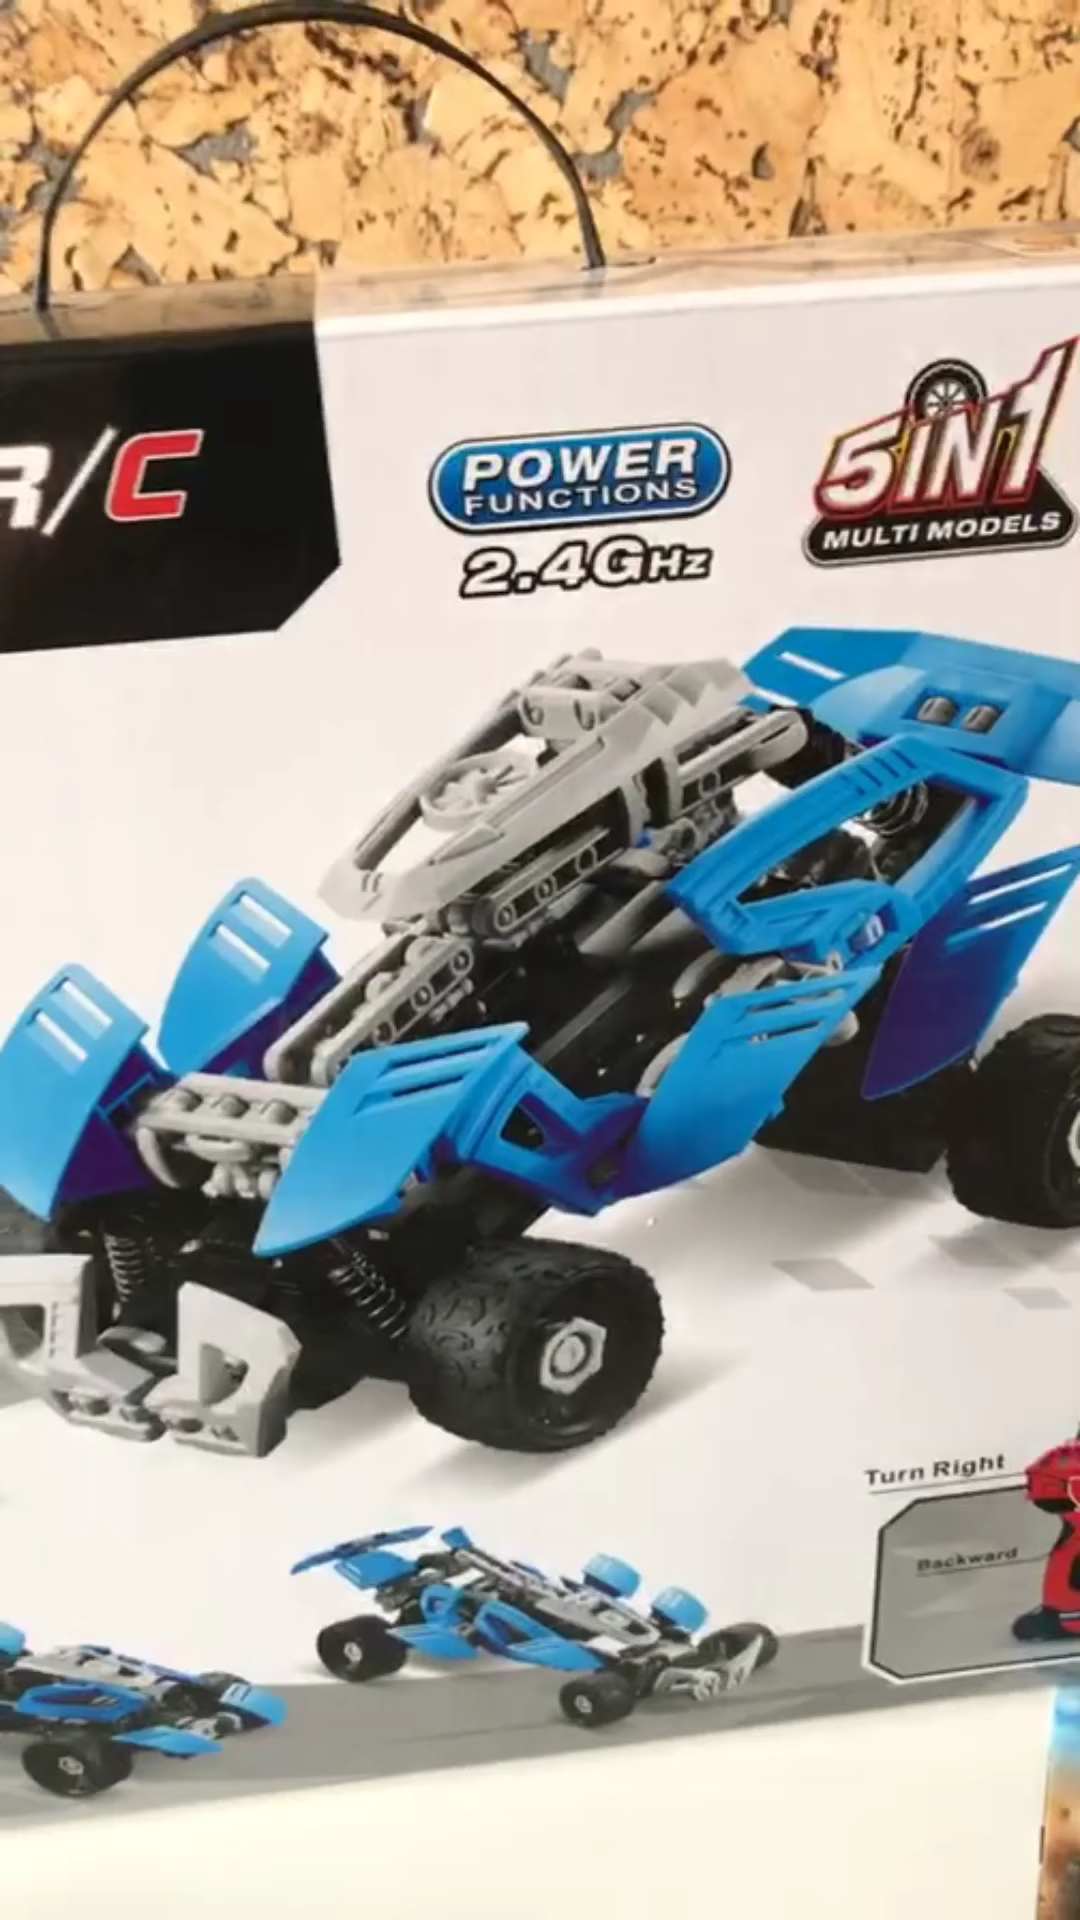 R/C
POWER
FUNCTIONS
2.4GHz
5IN1
MULTI MODELS
Turn Right
Backward